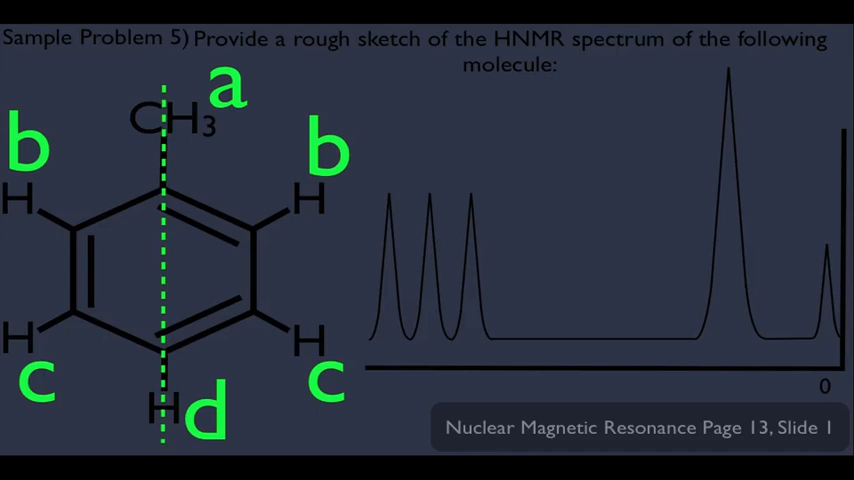 Sample Problem 5) Provide a rough sketch of the HNMR spectrum of the following
molecule:
a
CH3
b
b
H
H
H
H
c
c
H
d
0
Nuclear Magnetic Resonance Page 13, Slide 1